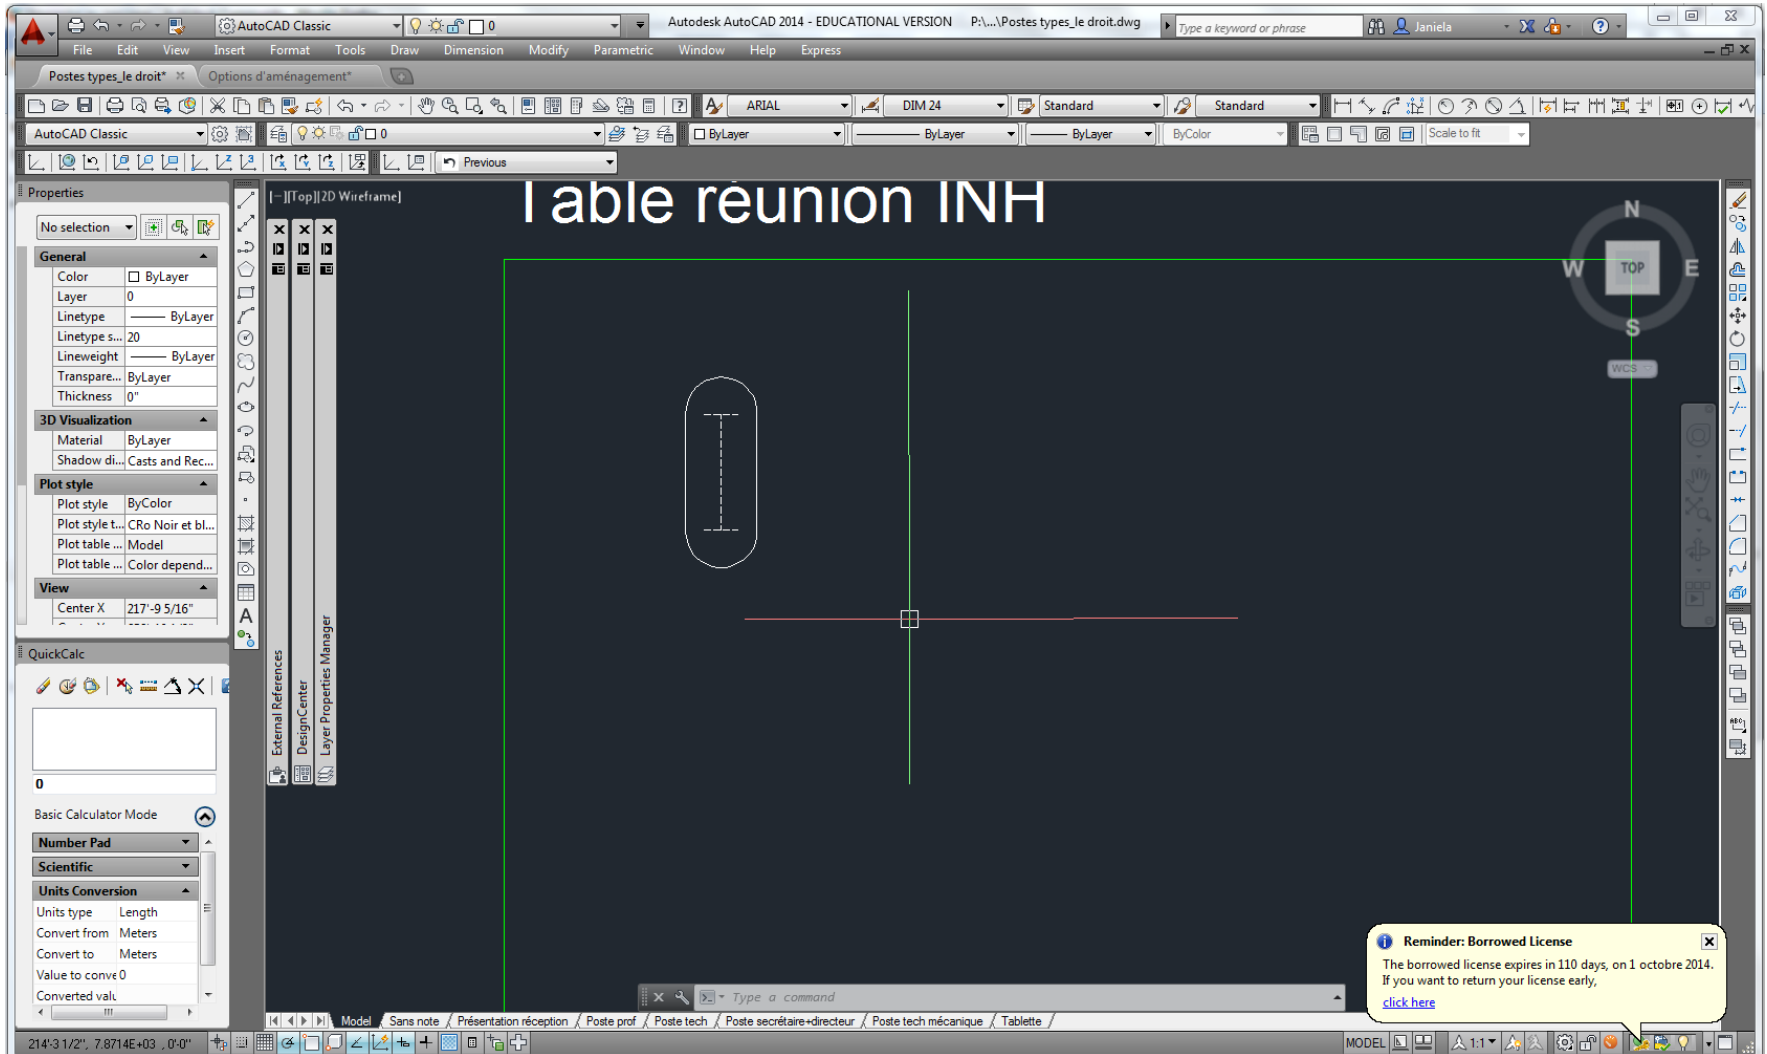 AutoCAD Classic
0
Autodesk AutoCAD 2014 - EDUCATIONAL VERSION P:\...\Postes types_le droit.dwg
Type a keyword or phrase
Janiela
File Edit View Insert Format Tools Draw Dimension Modify Parametric Window Help Express
Postes types_le droit*
Options d'aménagement*
ARIAL
DIM 24
Standard
Standard
AutoCAD Classic
0
ByLayer
ByLayer
ByLayer
ByColor
Scale to fit
Previous
Properties
No selection
General
Color ByLayer
Layer 0
Linetype ByLayer
Linetype s... 20
Lineweight ByLayer
Transpare... ByLayer
Thickness 0"
3D Visualization
Material ByLayer
Shadow di... Casts and Rec...
Plot style
Plot style ByColor
Plot style t... CRo Noir et bl...
Plot table ... Model
Plot table ... Color depend...
View
Center X 217'-9 5/16"
QuickCalc
0
Basic Calculator Mode
Number Pad
Scientific
Units Conversion
Units type Length
Convert from Meters
Convert to Meters
Value to conve 0
Converted valu
[−][Top][2D Wireframe]
Table réunion INH
External References
DesignCenter
Layer Properties Manager
N
W TOP E
S
WCS
Reminder: Borrowed License
The borrowed license expires in 110 days, on 1 octobre 2014.
If you want to return your license early,
click here
Type a command
Model Sans note Présentation réception Poste prof Poste tech Poste secrétaire+directeur Poste tech mécanique Tablette
214'-3 1/2", 7.8714E+03 , 0'-0"
MODEL
1:1